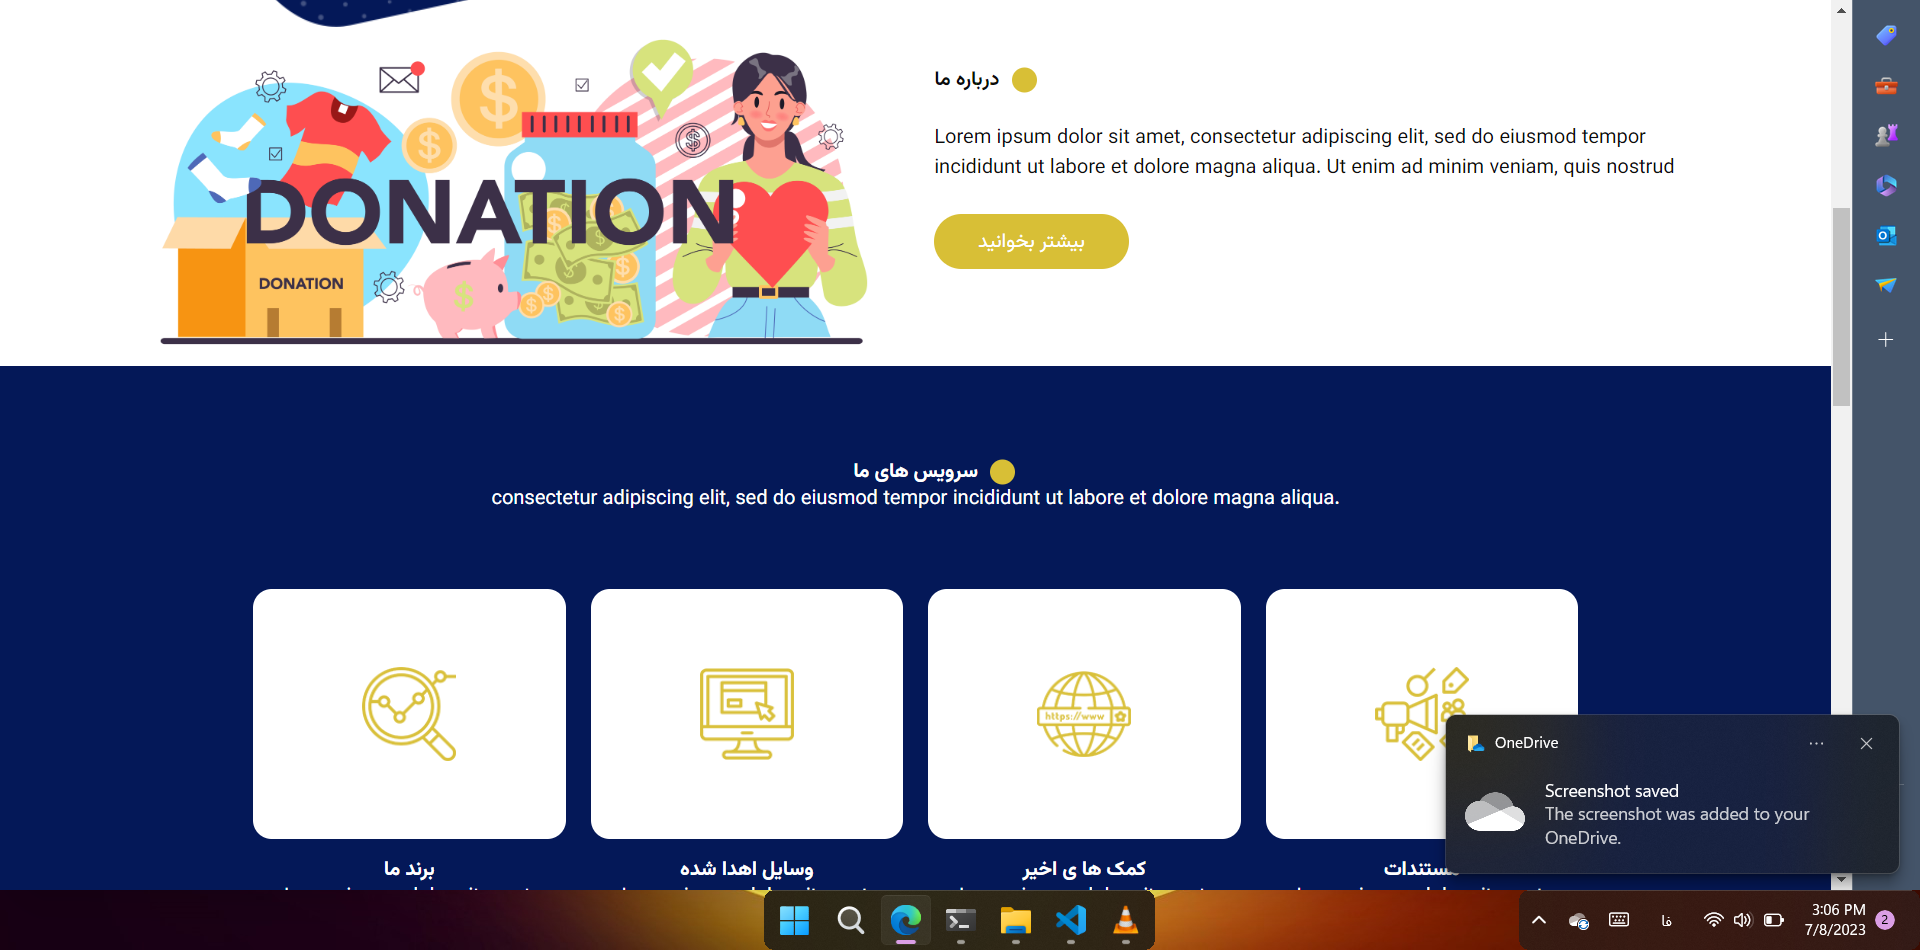 DONATION
DONATION
درباره ما
Lorem ipsum dolor sit amet, consectetur adipiscing elit, sed do eiusmod tempor
incididunt ut labore et dolore magna aliqua. Ut enim ad minim veniam, quis nostrud
بیشتر بخوانید
سرویس های ما
consectetur adipiscing elit, sed do eiusmod tempor incididunt ut labore et dolore magna aliqua.
https://www
برند ما
وسایل اهدا شده
کمک ها ی اخیر
مستندات
OneDrive
Screenshot saved
The screenshot was added to your
OneDrive.
فا
3:06 PM
7/8/2023
2